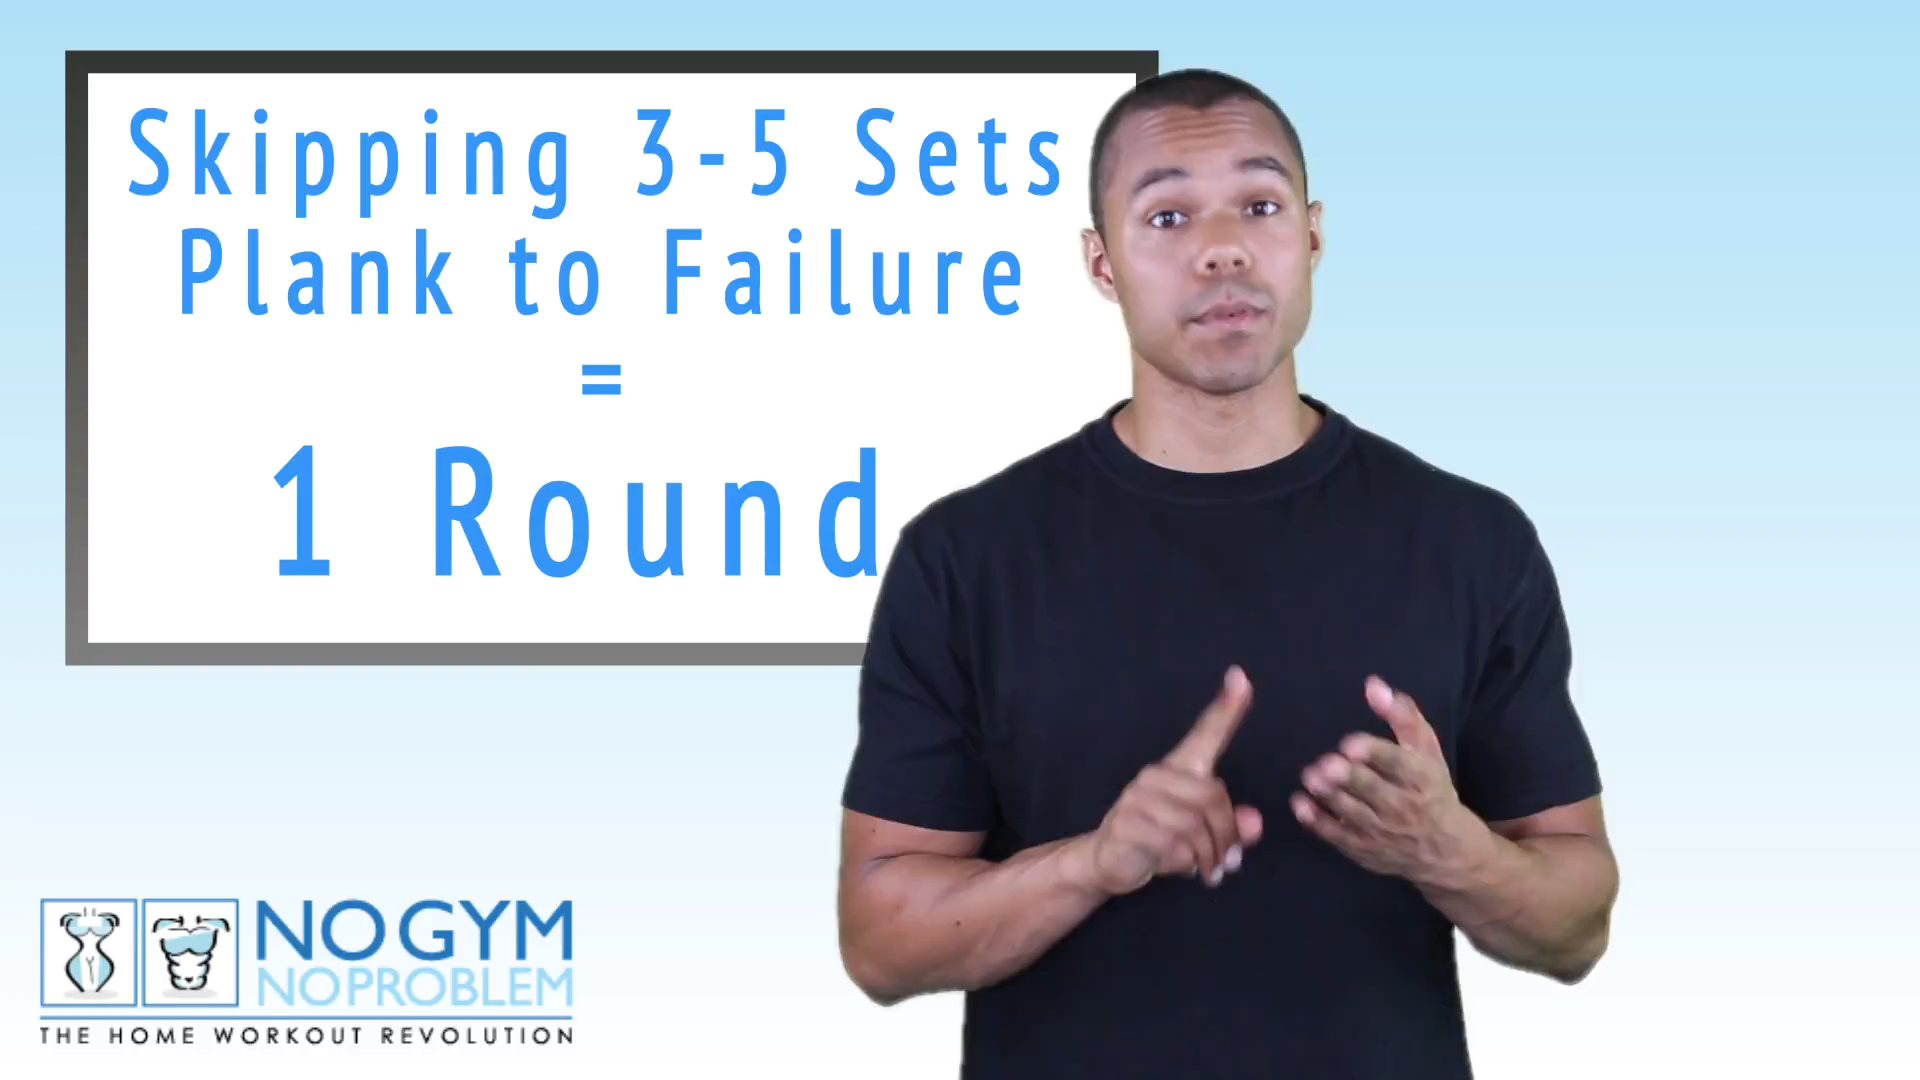 Skipping 3-5 Sets
Plank to Failure
=
1 Round
NO GYM
NO PROBLEM
THE HOME WORKOUT REVOLUTION